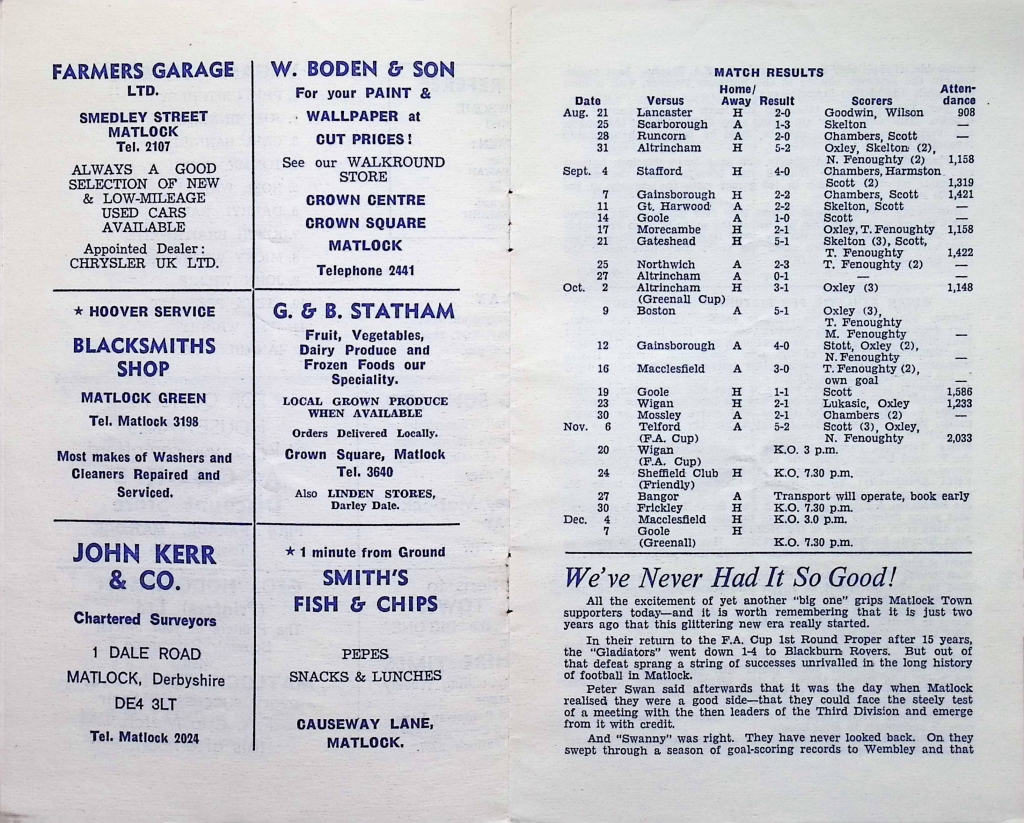 FARMERS GARAGE
LTD.
SMEDLEY STREET
MATLOCK
Tel. 2107
ALWAYS A GOOD
SELECTION OF NEW
& LOW-MILEAGE
USED CARS
AVAILABLE
Appointed Dealer:
CHRYSLER UK LTD.
W. BODEN & SON
For your PAINT &
WALLPAPER at
CUT PRICES!
See our WALKROUND
STORE
CROWN CENTRE
CROWN SQUARE
MATLOCK
Telephone 2441
★ HOOVER SERVICE
BLACKSMITHS
SHOP
MATLOCK GREEN
Tel. Matlock 3198
Most makes of Washers and
Cleaners Repaired and
Serviced.
G. & B. STATHAM
Fruit, Vegetables,
Dairy Produce and
Frozen Foods our
Speciality.
LOCAL GROWN PRODUCE
WHEN AVAILABLE
Orders Delivered Locally.
Crown Square, Matlock
Tel. 3640
Also LINDEN STORES,
Darley Dale.
JOHN KERR
& CO.
Chartered Surveyors
1 DALE ROAD
MATLOCK, Derbyshire
DE4 3LT
Tel. Matlock 2024
★ 1 minute from Ground
SMITH'S
FISH & CHIPS
PEPES
SNACKS & LUNCHES
CAUSEWAY LANE,
MATLOCK.
MATCH RESULTS
Home/ Atten-
Date Versus Away Result Scorers dance
Aug. 21 Lancaster H 2-0 Goodwin, Wilson 908
25 Scarborough A 1-3 Skelton —
28 Runcorn A 2-0 Chambers, Scott —
31 Altrincham H 5-2 Oxley, Skelton (2),
N. Fenoughty (2) 1,158
Sept. 4 Stafford H 4-0 Chambers, Harmston
Scott (2) 1,319
7 Gainsborough H 2-2 Chambers, Scott 1,421
11 Gt. Harwood A 2-2 Skelton, Scott —
14 Goole A 1-0 Scott —
17 Morecambe H 2-1 Oxley, T. Fenoughty 1,158
21 Gateshead H 5-1 Skelton (3), Scott,
T. Fenoughty 1,422
25 Northwich A 2-3 T. Fenoughty (2) —
27 Altrincham A 0-1 — —
Oct. 2 Altrincham H 3-1 Oxley (3) 1,148
(Greenall Cup)
9 Boston A 5-1 Oxley (3),
T. Fenoughty
M. Fenoughty —
12 Gainsborough A 4-0 Stott, Oxley (2),
N. Fenoughty —
16 Macclesfield A 3-0 T. Fenoughty (2),
own goal —
19 Goole H 1-1 Scott 1,586
23 Wigan H 2-1 Lukasic, Oxley 1,233
30 Mossley A 2-1 Chambers (2) —
Nov. 6 Telford A 5-2 Scott (3), Oxley,
(F.A. Cup) N. Fenoughty 2,033
20 Wigan K.O. 3 p.m.
(F.A. Cup)
24 Sheffield Club H K.O. 7.30 p.m.
(Friendly)
27 Bangor A Transport will operate, book early
30 Frickley H K.O. 7.30 p.m.
Dec. 4 Macclesfield H K.O. 3.0 p.m.
7 Goole H
(Greenall) K.O. 7.30 p.m.
We've Never Had It So Good!
All the excitement of yet another "big one" grips Matlock Town
supporters today—and it is worth remembering that it is just two
years ago that this glittering new era really started.
In their return to the F.A. Cup 1st Round Proper after 15 years,
the "Gladiators" went down 1-4 to Blackburn Rovers. But out of
that defeat sprang a string of successes unrivalled in the long history
of football in Matlock.
Peter Swan said afterwards that it was the day when Matlock
realised they were a good side—that they could face the steely test
of a meeting with the then leaders of the Third Division and emerge
from it with credit.
And "Swanny" was right. They have never looked back. On they
swept through a season of goal-scoring records to Wembley and that